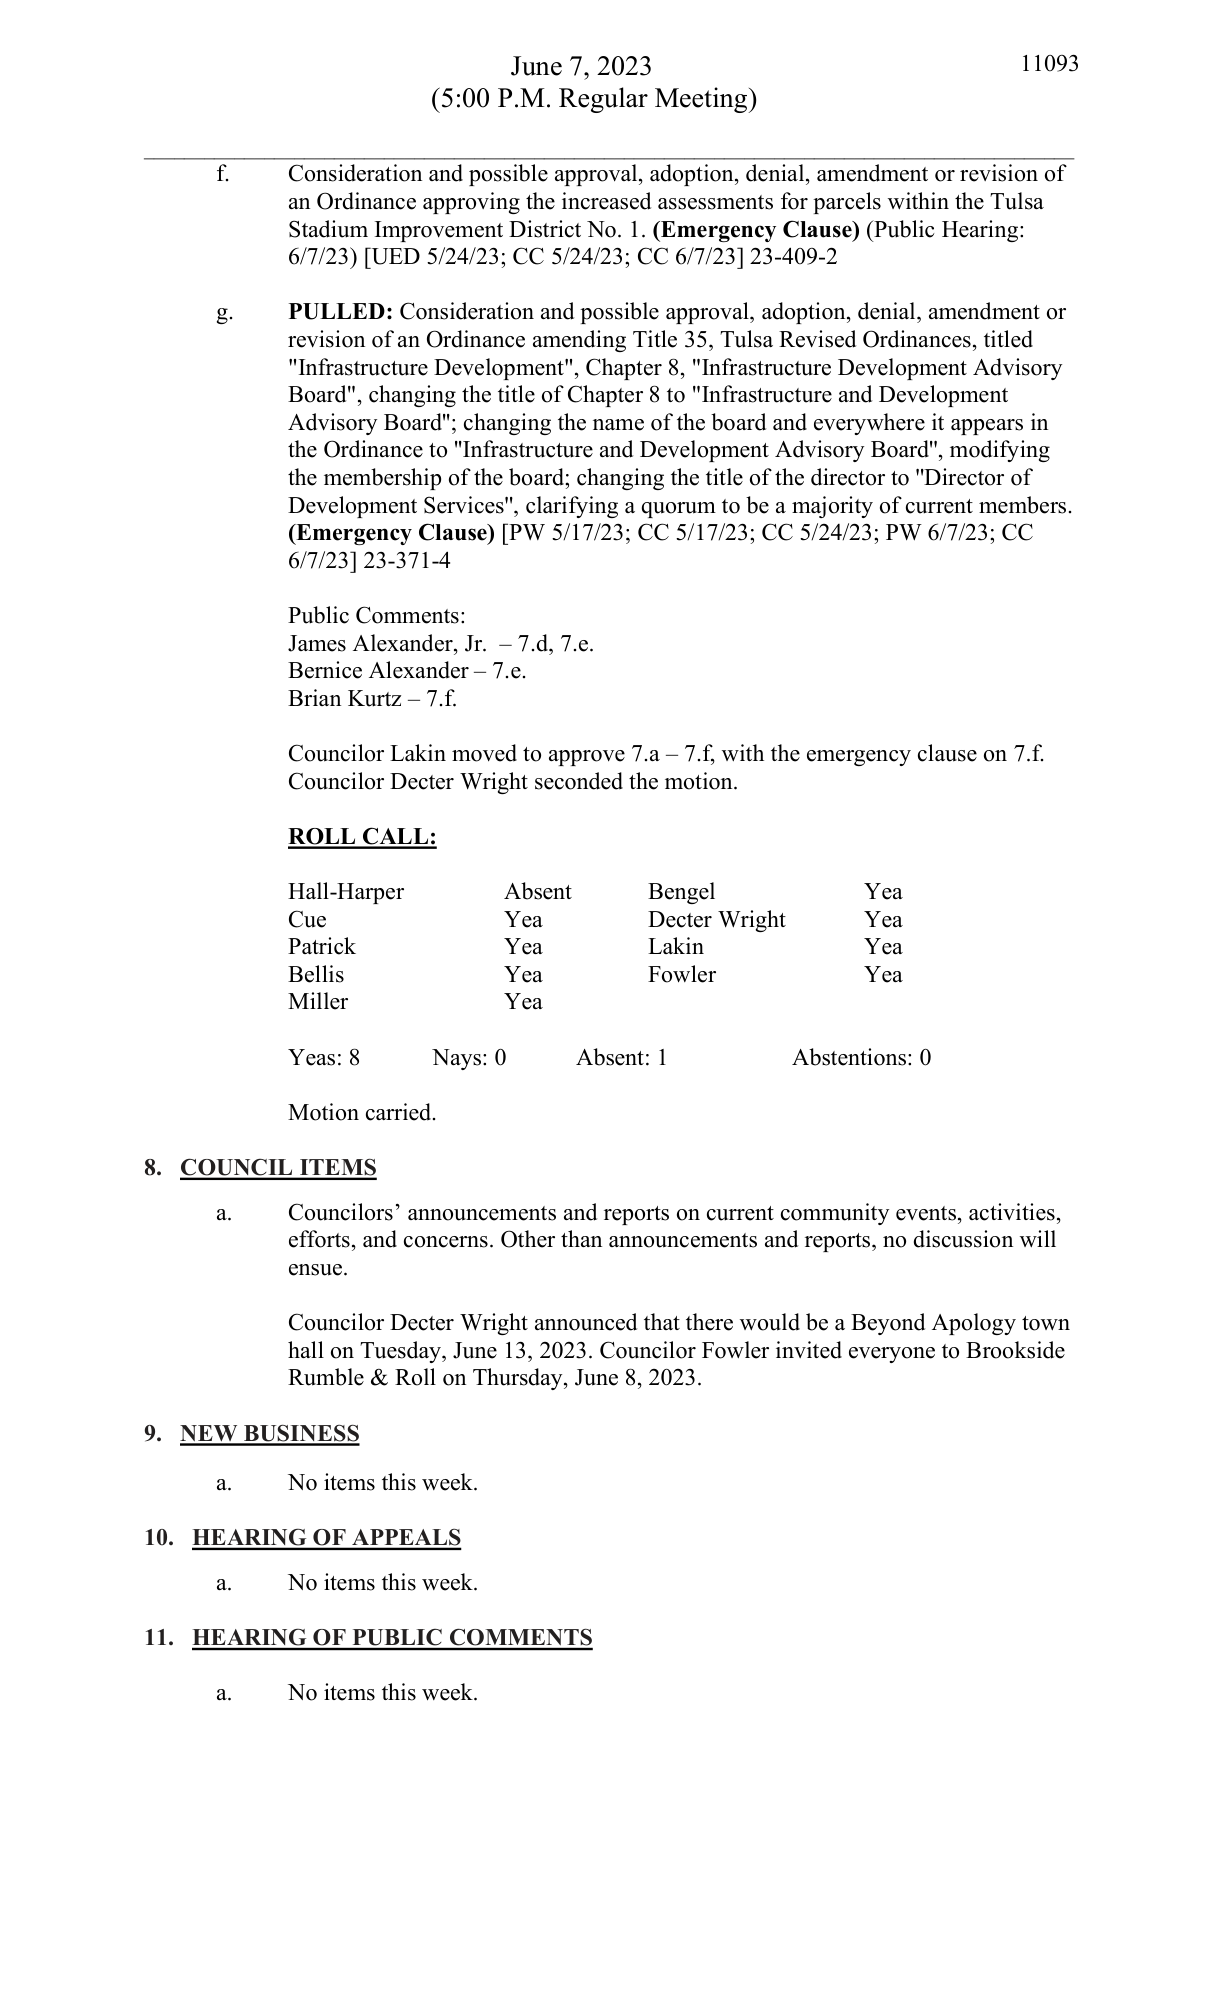 June 7, 2023
11093
(5:00 P.M. Regular Meeting)
f. Consideration and possible approval, adoption, denial, amendment or revision of
an Ordinance approving the increased assessments for parcels within the Tulsa
Stadium Improvement District No. 1. (Emergency Clause) (Public Hearing:
6/7/23) [UED 5/24/23; CC 5/24/23; CC 6/7/23] 23-409-2
g. PULLED: Consideration and possible approval, adoption, denial, amendment or
revision of an Ordinance amending Title 35, Tulsa Revised Ordinances, titled
"Infrastructure Development", Chapter 8, "Infrastructure Development Advisory
Board", changing the title of Chapter 8 to "Infrastructure and Development
Advisory Board"; changing the name of the board and everywhere it appears in
the Ordinance to "Infrastructure and Development Advisory Board", modifying
the membership of the board; changing the title of the director to "Director of
Development Services", clarifying a quorum to be a majority of current members.
(Emergency Clause) [PW 5/17/23; CC 5/17/23; CC 5/24/23; PW 6/7/23; CC
6/7/23] 23-371-4
Public Comments:
James Alexander, Jr. – 7.d, 7.e.
Bernice Alexander – 7.e.
Brian Kurtz – 7.f.
Councilor Lakin moved to approve 7.a – 7.f, with the emergency clause on 7.f.
Councilor Decter Wright seconded the motion.
ROLL CALL:
Hall-Harper Absent Bengel Yea
Cue Yea Decter Wright Yea
Patrick Yea Lakin Yea
Bellis Yea Fowler Yea
Miller Yea
Yeas: 8 Nays: 0 Absent: 1 Abstentions: 0
Motion carried.
8. COUNCIL ITEMS
a. Councilors’ announcements and reports on current community events, activities,
efforts, and concerns. Other than announcements and reports, no discussion will
ensue.
Councilor Decter Wright announced that there would be a Beyond Apology town
hall on Tuesday, June 13, 2023. Councilor Fowler invited everyone to Brookside
Rumble & Roll on Thursday, June 8, 2023.
9. NEW BUSINESS
a. No items this week.
10. HEARING OF APPEALS
a. No items this week.
11. HEARING OF PUBLIC COMMENTS
a. No items this week.